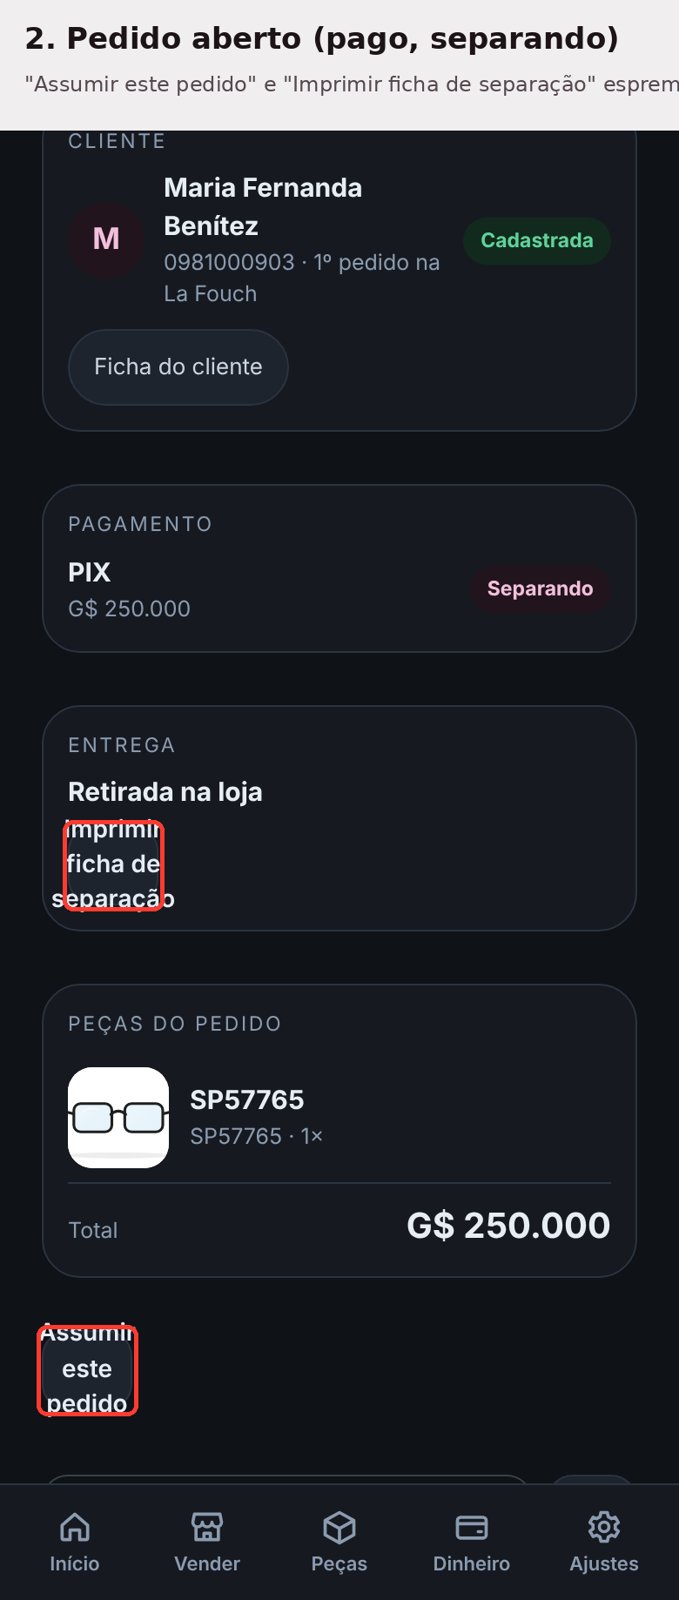 2. Pedido aberto (pago, separando)
"Assumir este pedido" e "Imprimir ficha de separação" esprem
CLIENTE
M
Maria Fernanda
Benítez
0981000903 · 1º pedido na
La Fouch
Cadastrada
Ficha do cliente
PAGAMENTO
PIX
G$ 250.000
Separando
ENTREGA
Retirada na loja
Imprimir
ficha de
separação
PEÇAS DO PEDIDO
SP57765
SP57765 · 1×
Total
G$ 250.000
Assumir
este
pedido
Início
Vender
Peças
Dinheiro
Ajustes